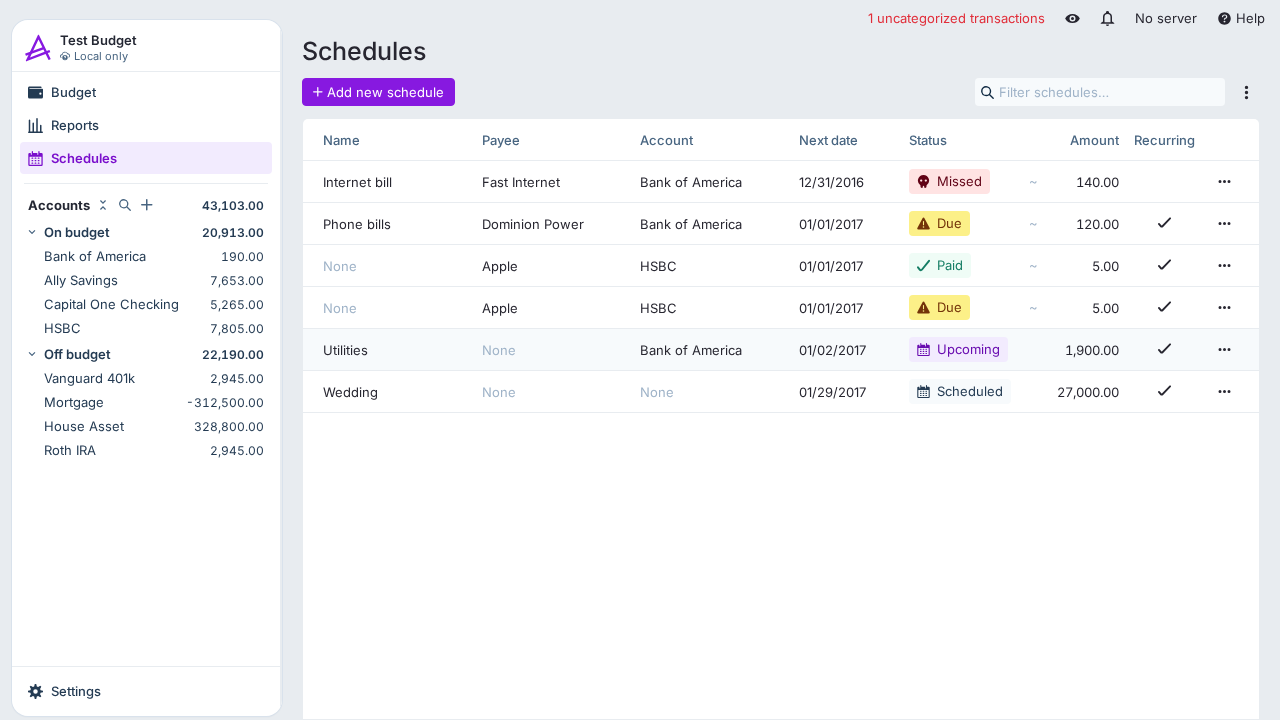 1 uncategorized transactions
No server
Help
Test Budget
Local only
Budget
Reports
Schedules
Accounts 43,103.00
On budget 20,913.00
Bank of America 190.00
Ally Savings 7,653.00
Capital One Checking 5,265.00
HSBC 7,805.00
Off budget 22,190.00
Vanguard 401k 2,945.00
Mortgage -312,500.00
House Asset 328,800.00
Roth IRA 2,945.00
Settings
Schedules
Add new schedule
Filter schedules…
Name Payee Account Next date Status Amount Recurring
Internet bill Fast Internet Bank of America 12/31/2016 Missed ~ 140.00
Phone bills Dominion Power Bank of America 01/01/2017 Due ~ 120.00
None Apple HSBC 01/01/2017 Paid ~ 5.00
None Apple HSBC 01/01/2017 Due ~ 5.00
Utilities None Bank of America 01/02/2017 Upcoming 1,900.00
Wedding None None 01/29/2017 Scheduled 27,000.00